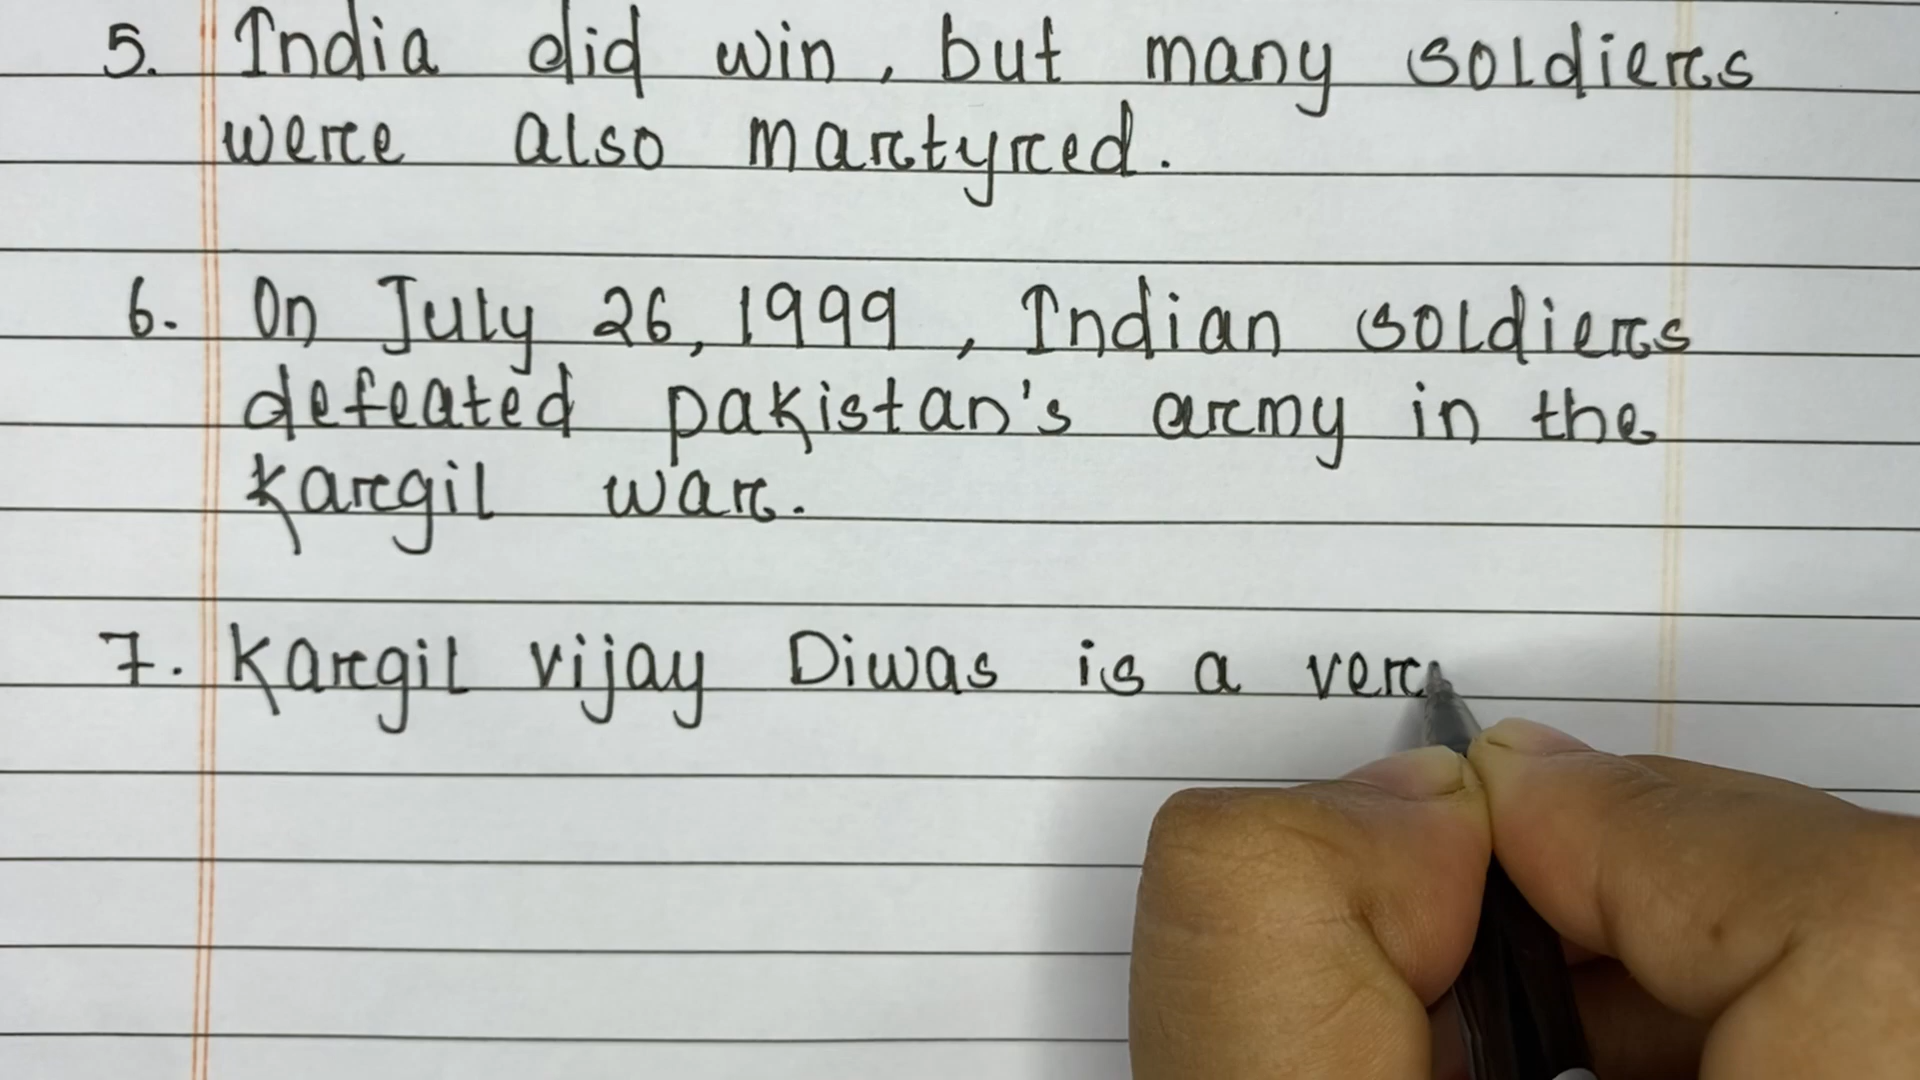 5. India did win, but many soldiers
were also martyred.
6. On July 26, 1999, Indian soldiers
defeated pakistan's army in the
Kargil war.
7. Kargil vijay Diwas is a ver